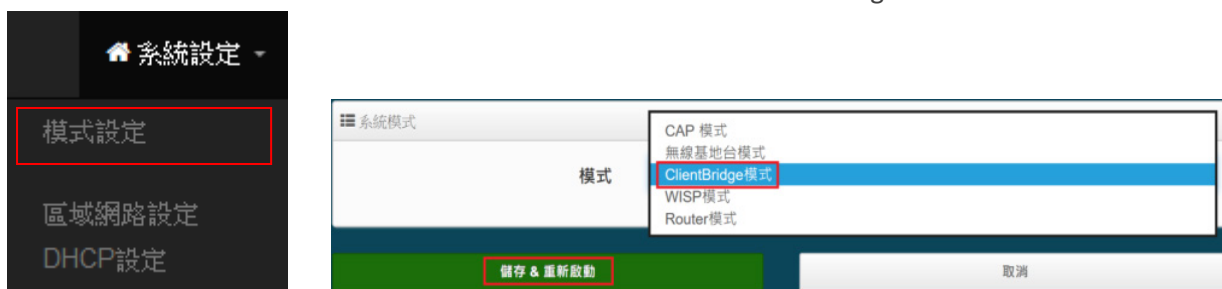 系統設定
模式設定
區域網路設定
DHCP設定
系統模式
模式
CAP 模式
無線基地台模式
ClientBridge模式
WISP模式
Router模式
儲存 & 重新啟動
取消